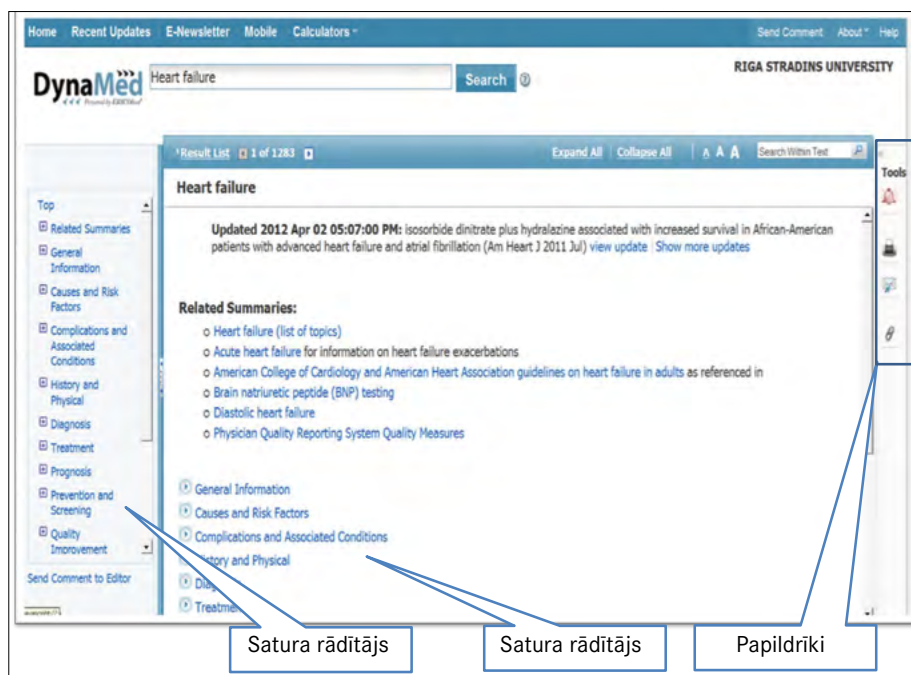 Home Recent Updates E-Newsletter Mobile Calculators
Send Comment About Help
DynaMed
Heart failure
Search
RIGA STRADINS UNIVERSITY
Result List 1 of 1283
Expand All Collapse All A A A Search Within Text
Tools
Top
Related Summaries
General
Information
Causes and Risk
Factors
Complications and
Associated
Conditions
History and
Physical
Diagnosis
Treatment
Prognosis
Prevention and
Screening
Quality
Improvement
Send Comment to Editor
Heart failure
Updated 2012 Apr 02 05:07:00 PM: isosorbide dinitrate plus hydralazine associated with increased survival in African-American
patients with advanced heart failure and atrial fibrillation (Am Heart J 2011 Jul) view update Show more updates
Related Summaries:
o Heart failure (list of topics)
o Acute heart failure for information on heart failure exacerbations
o American College of Cardiology and American Heart Association guidelines on heart failure in adults as referenced in
o Brain natriuretic peptide (BNP) testing
o Diastolic heart failure
o Physician Quality Reporting System Quality Measures
General Information
Causes and Risk Factors
Complications and Associated Conditions
History and Physical
Satura rādītājs
Satura rādītājs
Papildrīki